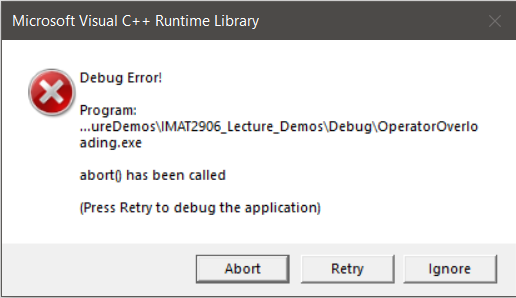 Microsoft Visual C++ Runtime Library
Debug Error!
Program:
...ureDemos\IMAT2906_Lecture_Demos\Debug\OperatorOverlo
ading.exe
abort() has been called
(Press Retry to debug the application)
Abort
Retry
Ignore